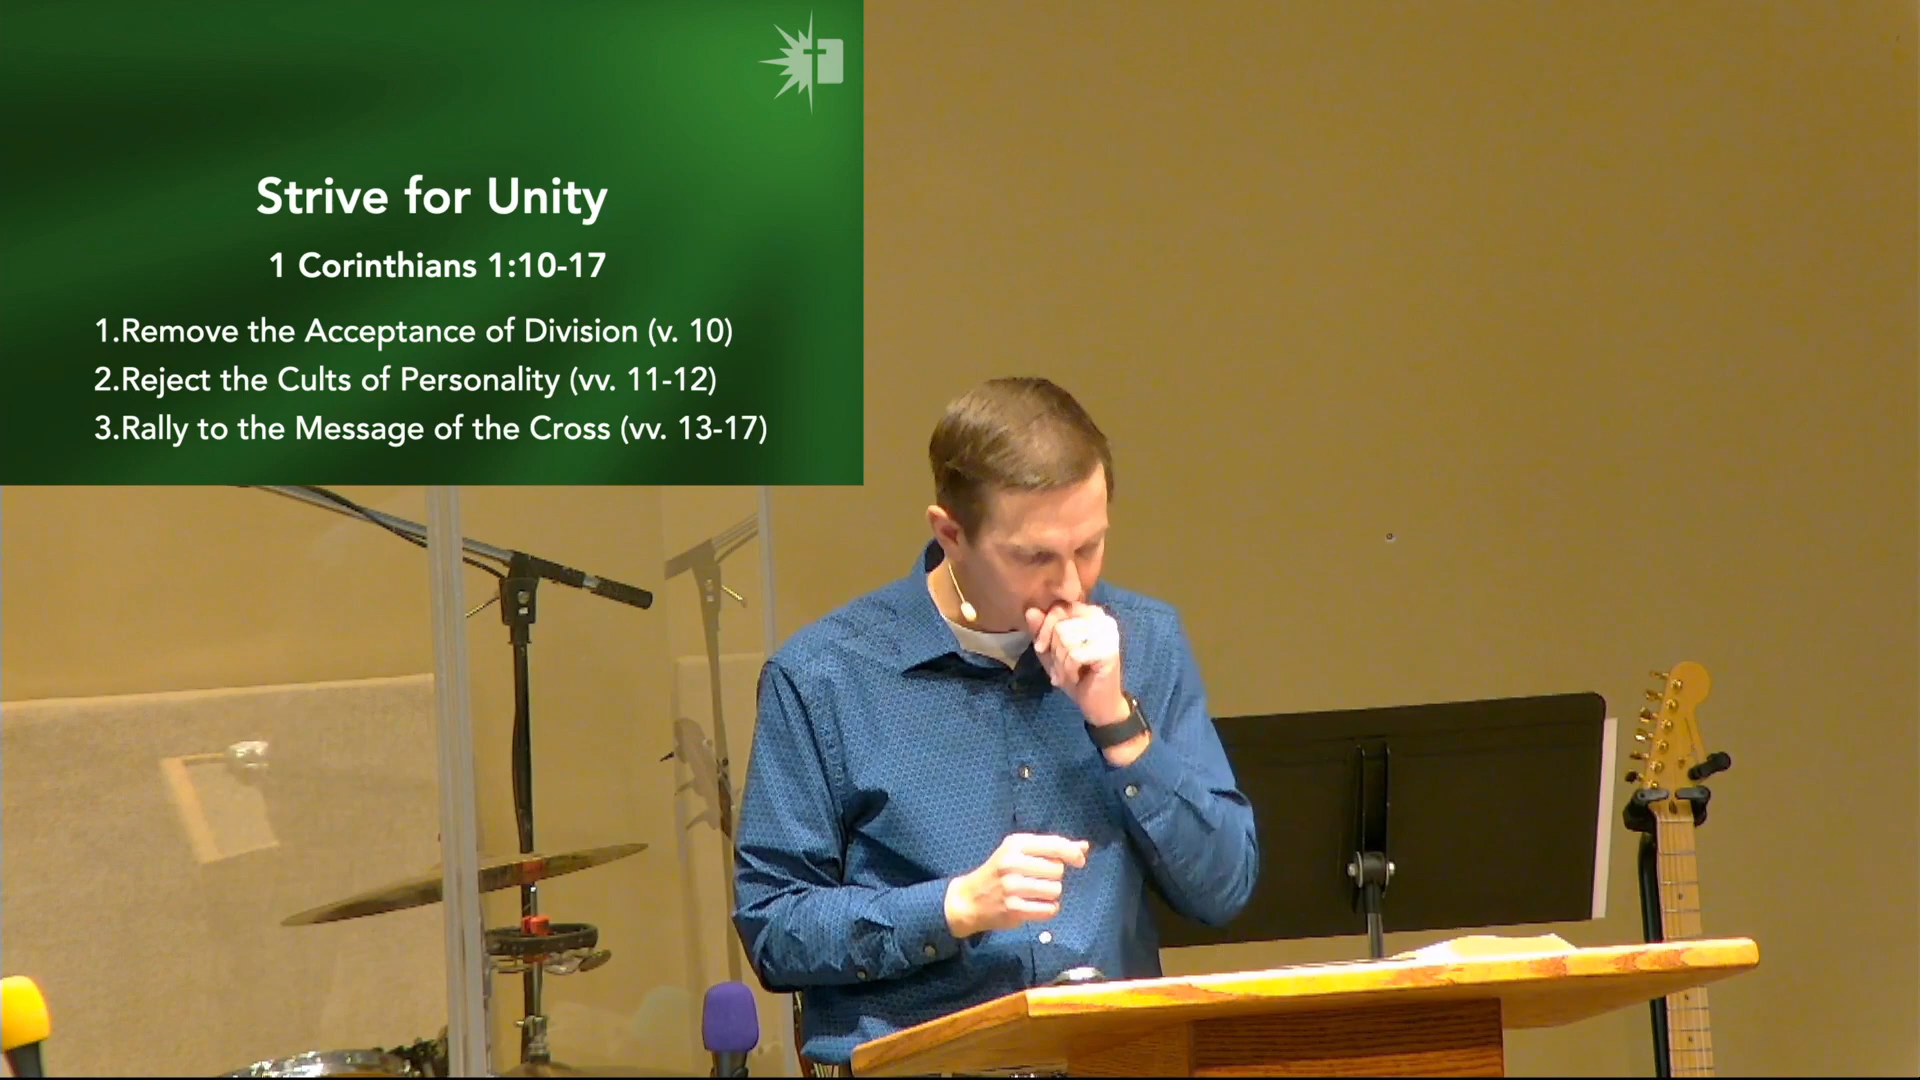 Strive for Unity
1 Corinthians 1:10-17
1.Remove the Acceptance of Division (v. 10)
2.Reject the Cults of Personality (vv. 11-12)
3.Rally to the Message of the Cross (vv. 13-17)